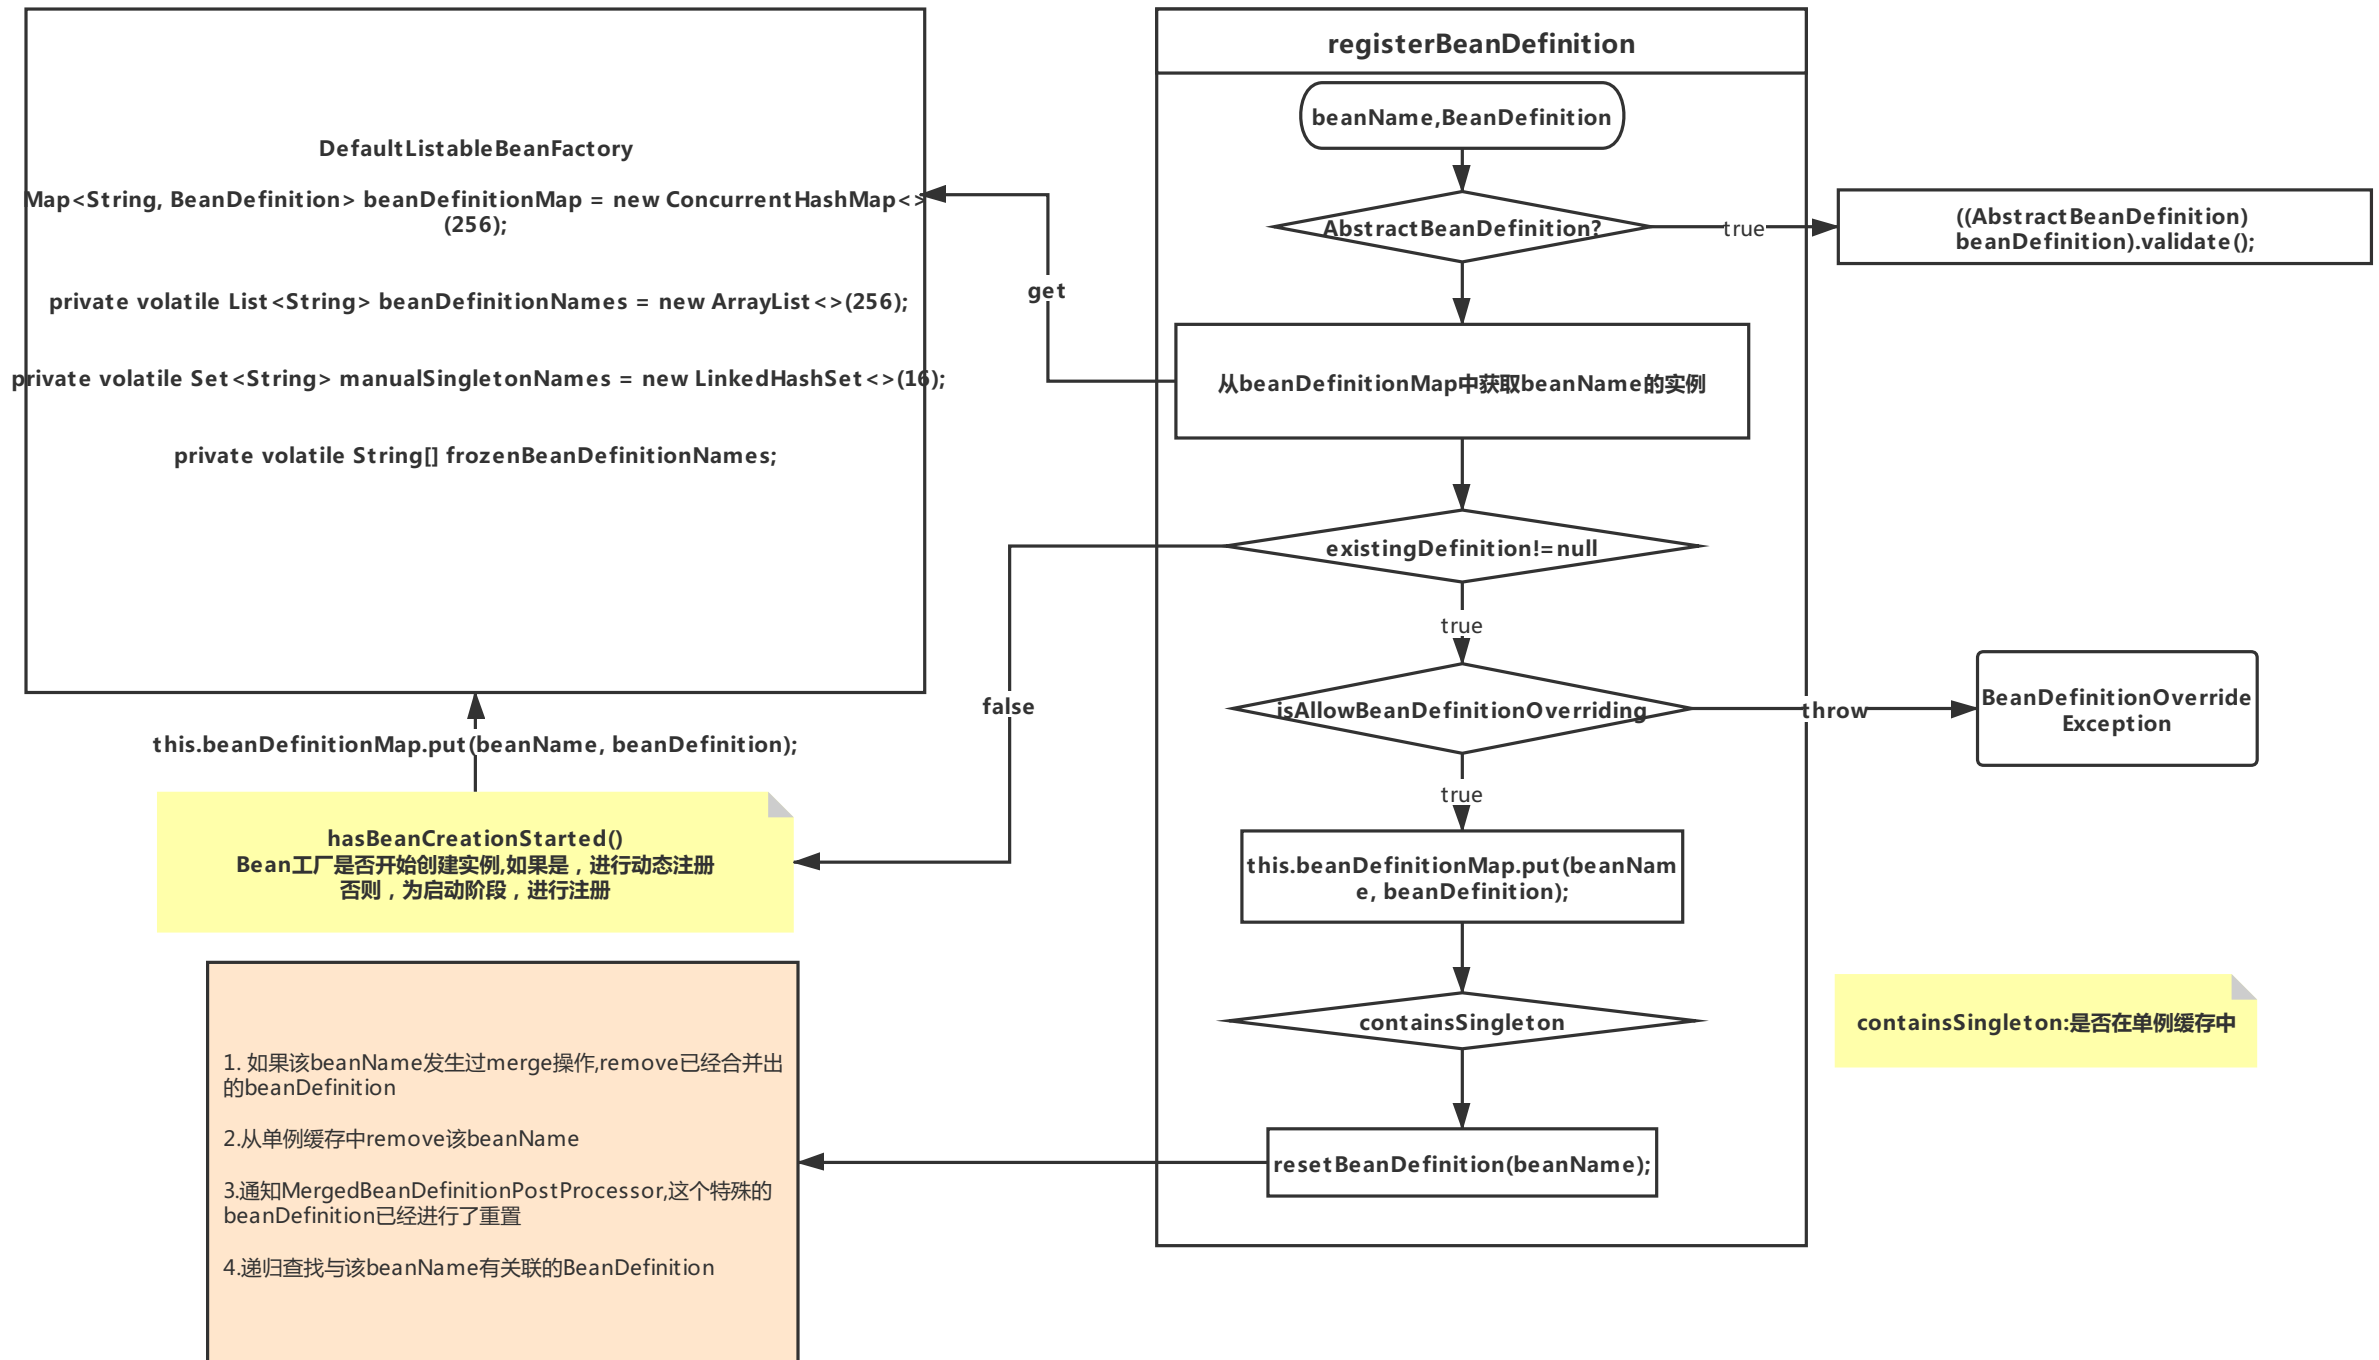 DefaultListableBeanFactory
Map<String, BeanDefinition> beanDefinitionMap = new ConcurrentHashMap<>
(256);
private volatile List<String> beanDefinitionNames = new ArrayList<>(256);
private volatile Set<String> manualSingletonNames = new LinkedHashSet<>(16);
private volatile String[] frozenBeanDefinitionNames;
this.beanDefinitionMap.put(beanName, beanDefinition);
hasBeanCreationStarted()
Bean工厂是否开始创建实例,如果是，进行动态注册
否则，为启动阶段，进行注册
1. 如果该beanName发生过merge操作,remove已经合并出
的beanDefinition
2.从单例缓存中remove该beanName
3.通知MergedBeanDefinitionPostProcessor,这个特殊的
beanDefinition已经进行了重置
4.递归查找与该beanName有关联的BeanDefinition
get
false
registerBeanDefinition
beanName,BeanDefinition
AbstractBeanDefinition?
true
((AbstractBeanDefinition)
beanDefinition).validate();
从beanDefinitionMap中获取beanName的实例
existingDefinition!=null
true
isAllowBeanDefinitionOverriding
throw
BeanDefinitionOverride
Exception
true
this.beanDefinitionMap.put(beanNam
e, beanDefinition);
containsSingleton
containsSingleton:是否在单例缓存中
resetBeanDefinition(beanName);